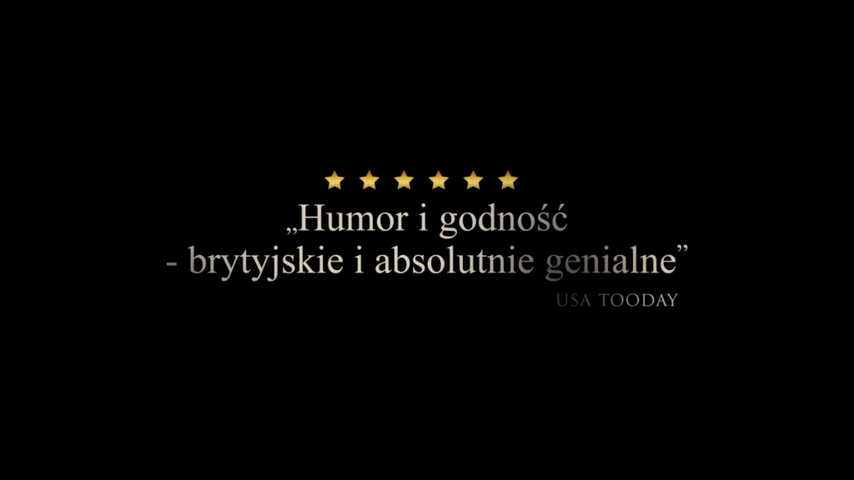 „Humor i godność
- brytyjskie i absolutnie genialne”
USA TOODAY